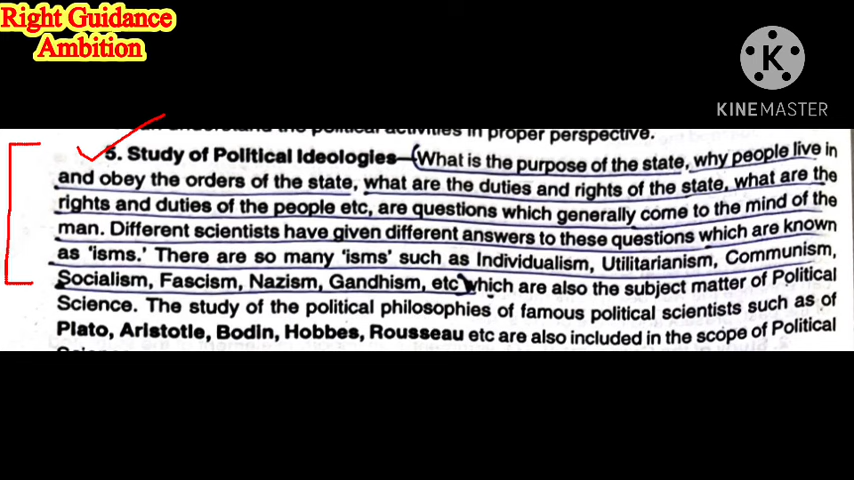 Right Guidance
Ambition
K
KINEMASTER
understand the political activities in proper perspective.
5. Study of Political Ideologies—(What is the purpose of the state, why people live in
and obey the orders of the state, what are the duties and rights of the state, what are the
rights and duties of the people etc, are questions which generally come to the mind of the
man. Different scientists have given different answers to these questions which are known
as 'isms.' There are so many 'isms' such as Individualism, Utilitarianism, Communism,
Socialism, Fascism, Nazism, Gandhism, etc) which are also the subject matter of Political
Science. The study of the political philosophies of famous political scientists such as of
Plato, Aristotle, Bodin, Hobbes, Rousseau etc are also included in the scope of Political